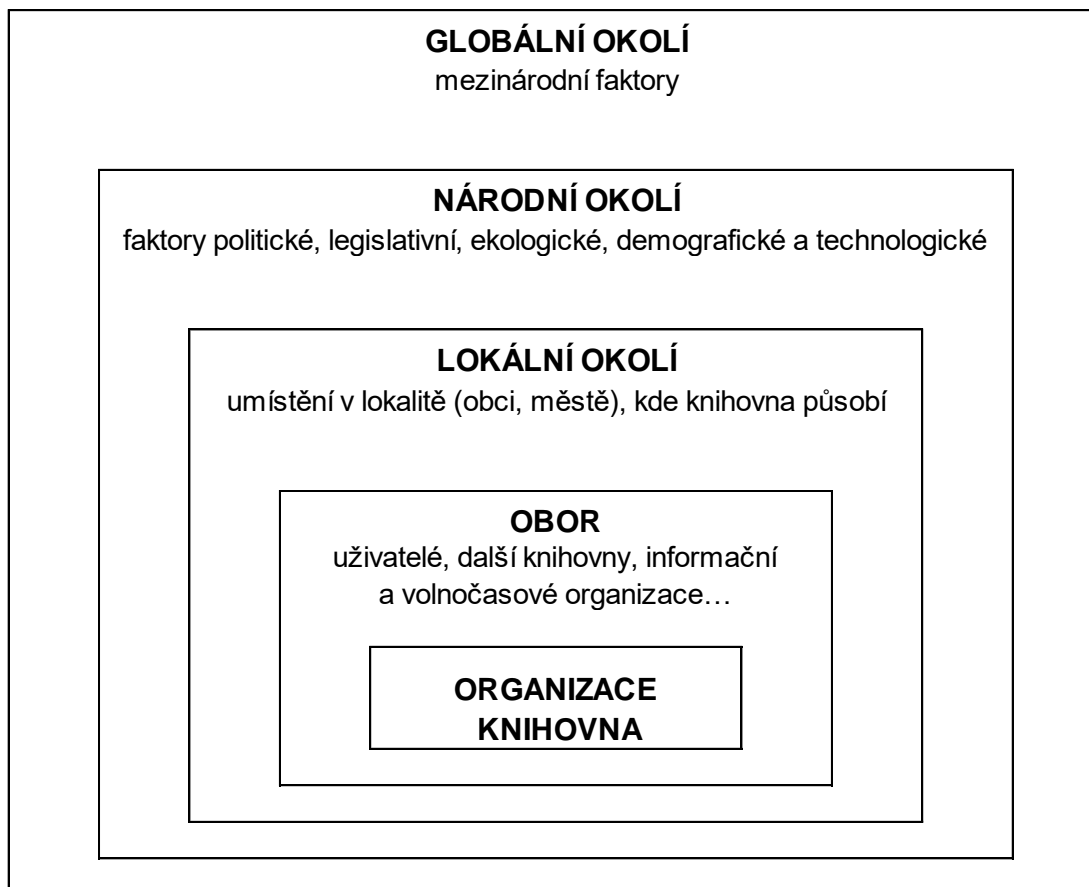 GLOBÁLNÍ OKOLÍ
mezinárodní faktory
NÁRODNÍ OKOLÍ
faktory politické, legislativní, ekologické, demografické a technologické
LOKÁLNÍ OKOLÍ
umístění v lokalitě (obci, městě), kde knihovna působí
OBOR
uživatelé, další knihovny, informační
a volnočasové organizace…
ORGANIZACE
KNIHOVNA